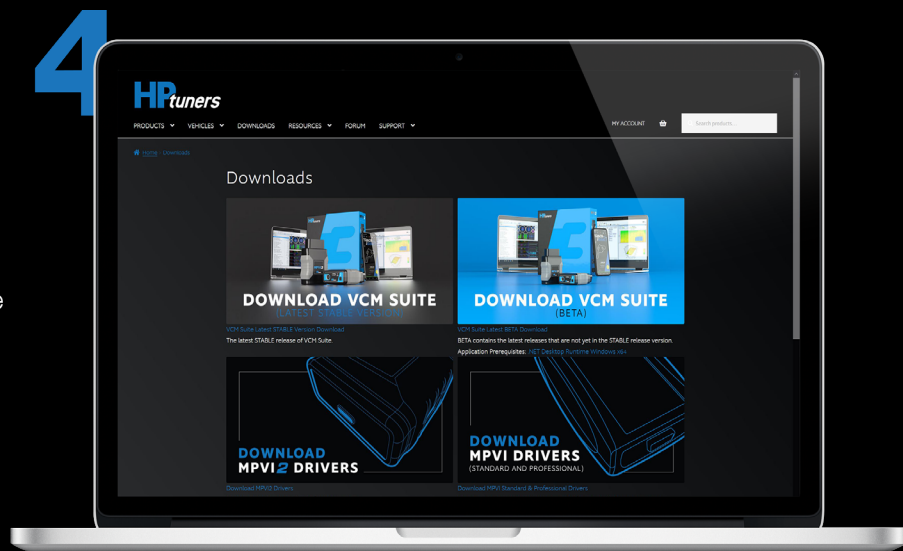 4
HPtuners
PRODUCTS VEHICLES DOWNLOADS RESOURCES FORUM SUPPORT MY ACCOUNT Search products
Home Downloads
Downloads
DOWNLOAD VCM SUITE
(LATEST STABLE VERSION)
VCM Suite Latest STABLE Version Download
The latest STABLE release of VCM Suite.
DOWNLOAD VCM SUITE
(BETA)
VCM Suite Latest BETA Download
BETA contains the latest releases that are not yet in the STABLE release version.
Application Prerequisites: .NET Desktop Runtime Windows x64
e
DOWNLOAD
MPVI2 DRIVERS
Download MPVI2 Drivers
DOWNLOAD
MPVI DRIVERS
(STANDARD AND PROFESSIONAL)
Download MPVI Standard & Professional Drivers